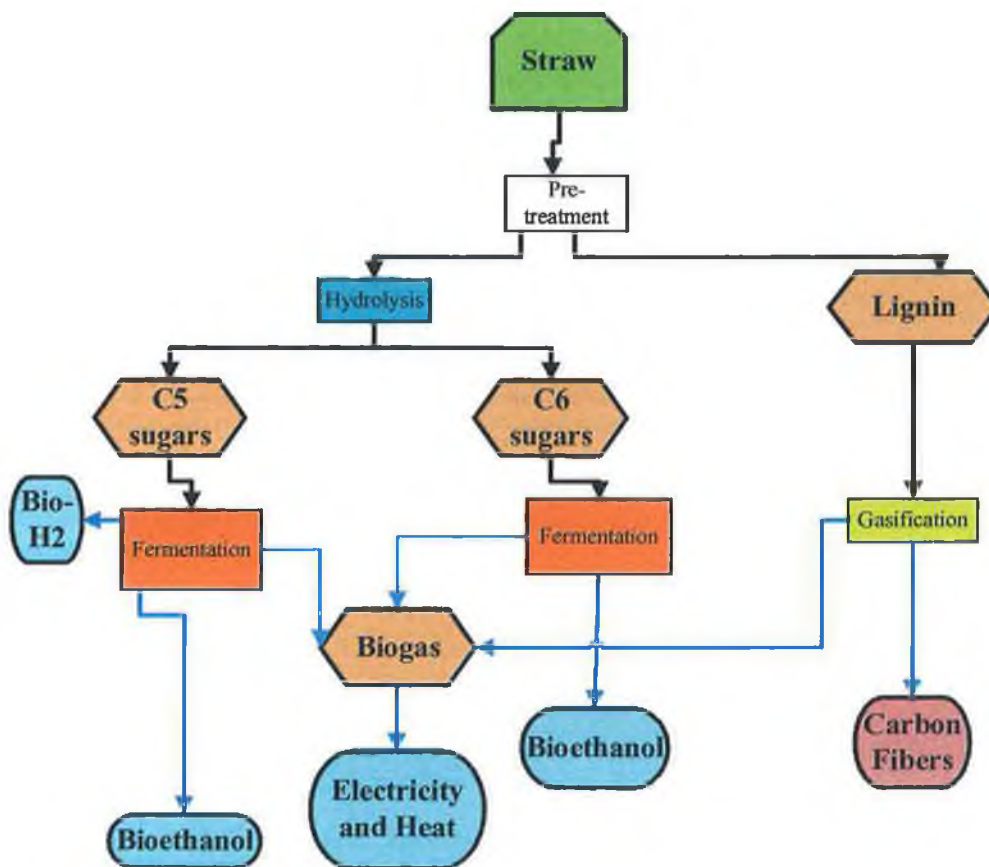 Straw
Pre-
treatment
Hydrolysis
Lignin
C5
sugars
C6
sugars
Bio-
H2
Fermentation
Fermentation
Gasification
Biogas
Bioethanol
Carbon
Fibers
Electricity
and Heat
Bioethanol